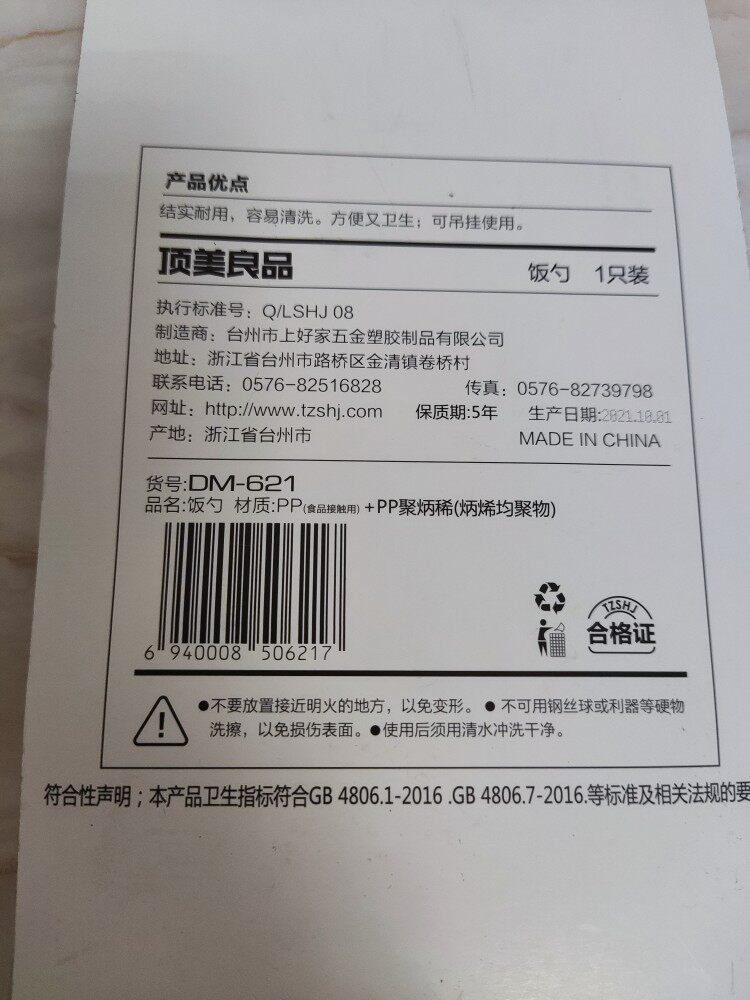 产品优点
结实耐用，容易清洗。方便又卫生；可吊挂使用。
顶美良品 饭勺 1只装
执行标准号：Q/LSHJ 08
制造商：台州市上好家五金塑胶制品有限公司
地址：浙江省台州市路桥区金清镇卷桥村
联系电话：0576-82516828 传真：0576-82739798
网址：http://www.tzshj.com 保质期:5年 生产日期:2021.10.01
产地：浙江省台州市 MADE IN CHINA
货号:DM-621
品名:饭勺 材质:PP(食品接触用)+PP聚炳稀(炳烯均聚物)
6 940008 506217
TZSHJ
合格证
●不要放置接近明火的地方，以免变形。● 不可用钢丝球或利器等硬物
洗擦，以免损伤表面。●使用后须用清水冲洗干净。
符合性声明；本产品卫生指标符合GB 4806.1-2016 .GB 4806.7-2016.等标准及相关法规的要